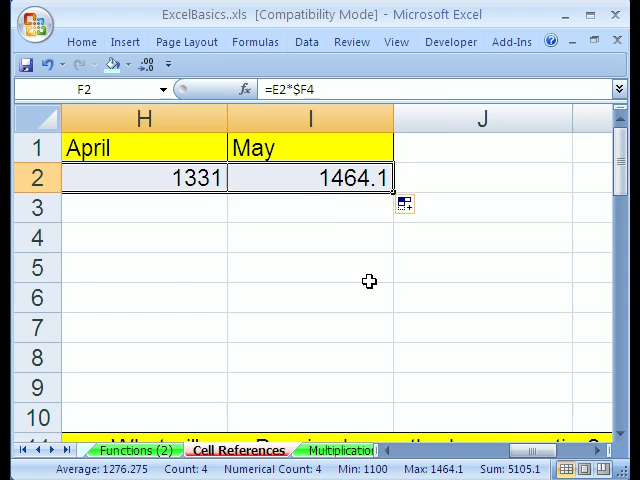 ExcelBasics..xls [Compatibility Mode] - Microsoft Excel
Home Insert Page Layout Formulas Data Review View Developer Add-Ins
F2 fx =E2*$F4
H I J
1 April May
2 1331 1464.1
3
4
5
6
7
8
9
10
Functions (2) Cell References Multiplication
Average: 1276.275 Count: 4 Numerical Count: 4 Min: 1100 Max: 1464.1 Sum: 5105.1